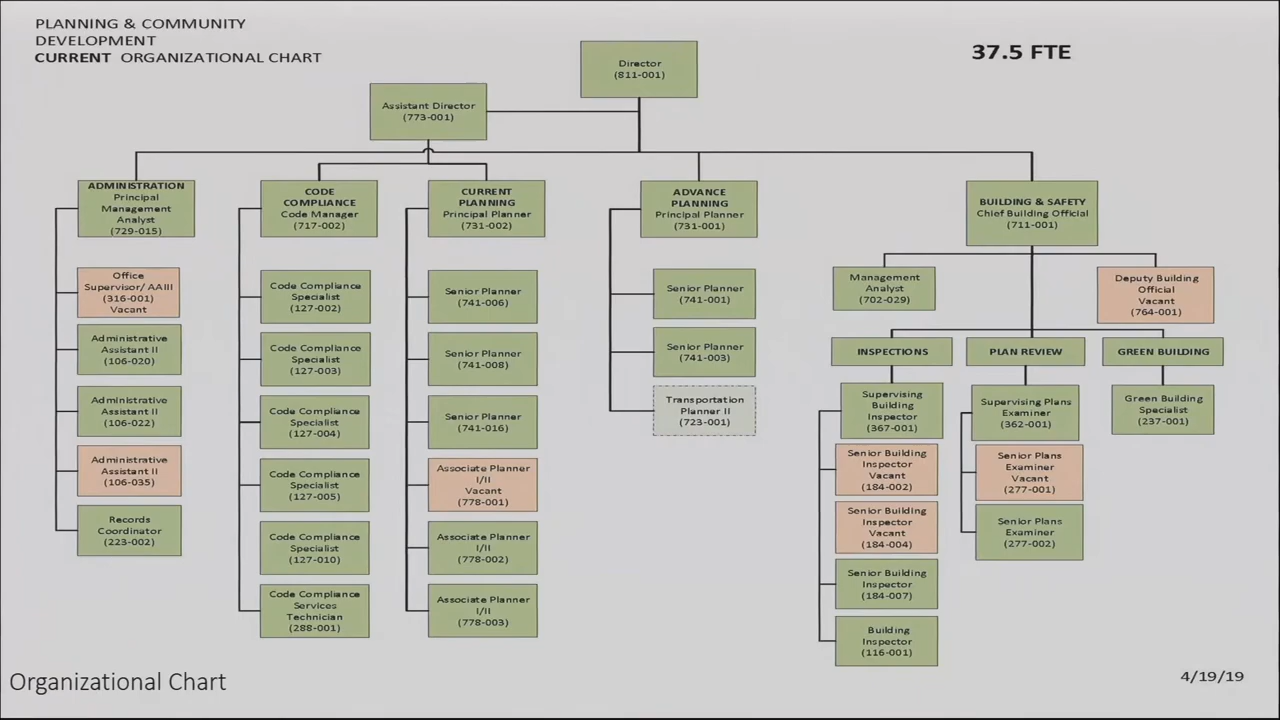 PLANNING & COMMUNITY
DEVELOPMENT
CURRENT ORGANIZATIONAL CHART
37.5 FTE
Director
(811-001)
Assistant Director
(773-001)
ADMINISTRATION
Principal
Management
Analyst
(729-015)
Office
Supervisor/ AAIII
(316-001)
Vacant
Administrative
Assistant II
(106-020)
Administrative
Assistant II
(106-022)
Administrative
Assistant II
(106-035)
Records
Coordinator
(223-002)
CODE
COMPLIANCE
Code Manager
(717-002)
Code Compliance
Specialist
(127-002)
Code Compliance
Specialist
(127-003)
Code Compliance
Specialist
(127-004)
Code Compliance
Specialist
(127-005)
Code Compliance
Specialist
(127-010)
Code Compliance
Services
Technician
(288-001)
CURRENT
PLANNING
Principal Planner
(731-002)
Senior Planner
(741-006)
Senior Planner
(741-008)
Senior Planner
(741-016)
Associate Planner
I/II
Vacant
(778-001)
Associate Planner
I/II
(778-002)
Associate Planner
I/II
(778-003)
ADVANCE
PLANNING
Principal Planner
(731-001)
Senior Planner
(741-001)
Senior Planner
(741-003)
Transportation
Planner II
(723-001)
BUILDING & SAFETY
Chief Building Official
(711-001)
Management
Analyst
(702-029)
Deputy Building
Official
Vacant
(764-001)
INSPECTIONS
Supervising
Building
Inspector
(367-001)
Senior Building
Inspector
Vacant
(184-002)
Senior Building
Inspector
Vacant
(184-004)
Senior Building
Inspector
(184-007)
Building
Inspector
(116-001)
PLAN REVIEW
Supervising Plans
Examiner
(362-001)
Senior Plans
Examiner
Vacant
(277-001)
Senior Plans
Examiner
(277-002)
GREEN BUILDING
Green Building
Specialist
(237-001)
Organizational Chart
4/19/19